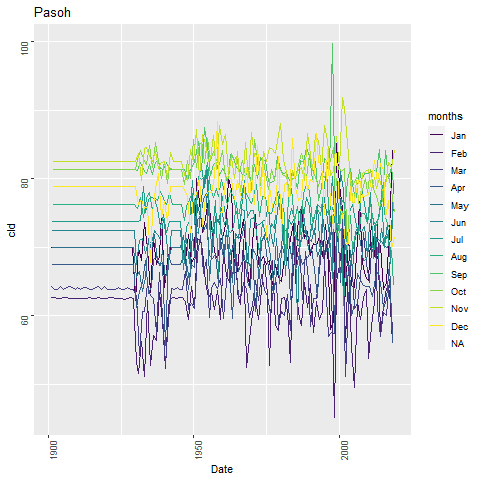 Pasoh
100
80
60
cld
1900
1950
2000
Date
months
Jan
Feb
Mar
Apr
May
Jun
Jul
Aug
Sep
Oct
Nov
Dec
NA